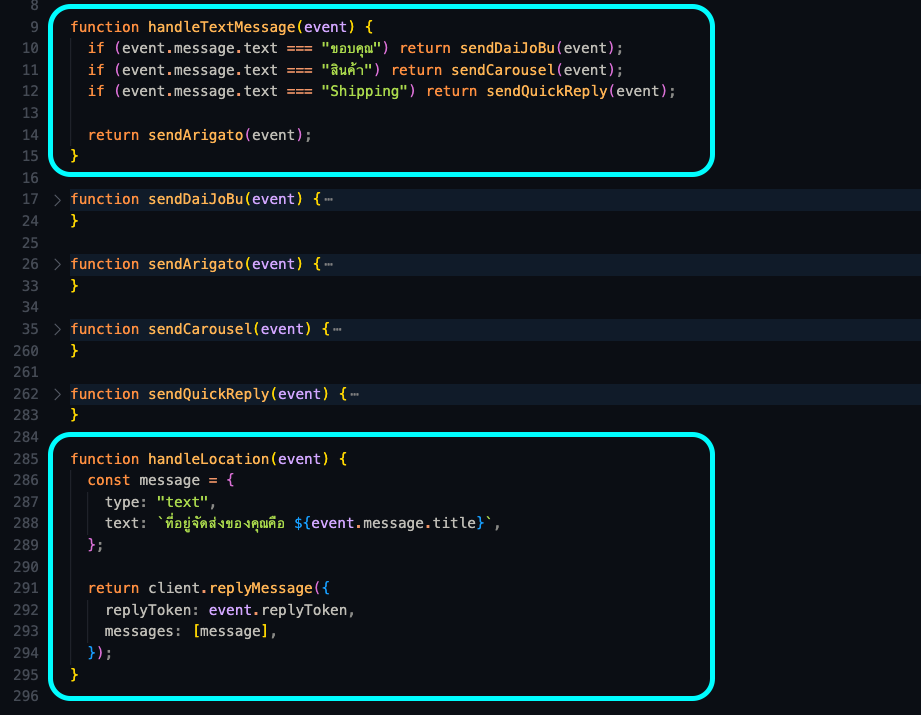 8
9 function handleTextMessage(event) {
10 if (event.message.text === "ขอบคุณ") return sendDaiJoBu(event);
11 if (event.message.text === "สินค้า") return sendCarousel(event);
12 if (event.message.text === "Shipping") return sendQuickReply(event);
13
14 return sendArigato(event);
15 }
16
17 > function sendDaiJoBu(event) { ⋯
24 }
25
26 > function sendArigato(event) { ⋯
33 }
34
35 > function sendCarousel(event) { ⋯
260 }
261
262 > function sendQuickReply(event) { ⋯
283 }
284
285 function handleLocation(event) {
286 const message = {
287 type: "text",
288 text: `ที่อยู่จัดส่งของคุณคือ ${event.message.title}`,
289 };
290
291 return client.replyMessage({
292 replyToken: event.replyToken,
293 messages: [message],
294 });
295 }
296